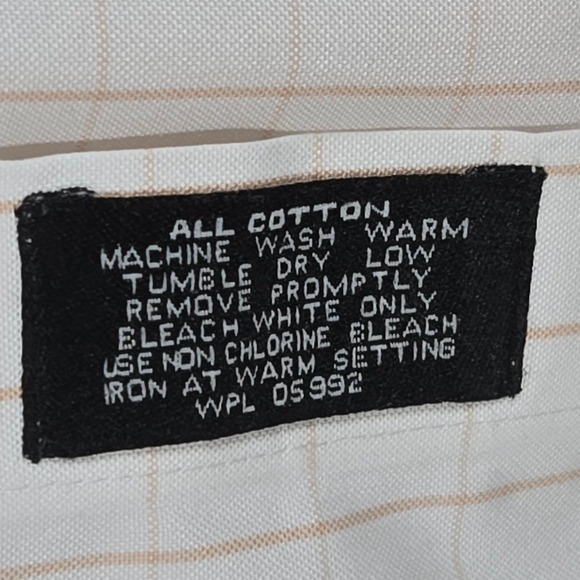 ALL COTTON
MACHINE WASH WARM
TUMBLE DRY LOW
REMOVE PROMPTLY
BLEACH WHITE ONLY
USE NON CHLORINE BLEACH
IRON AT WARM SETTING
WPL 05992